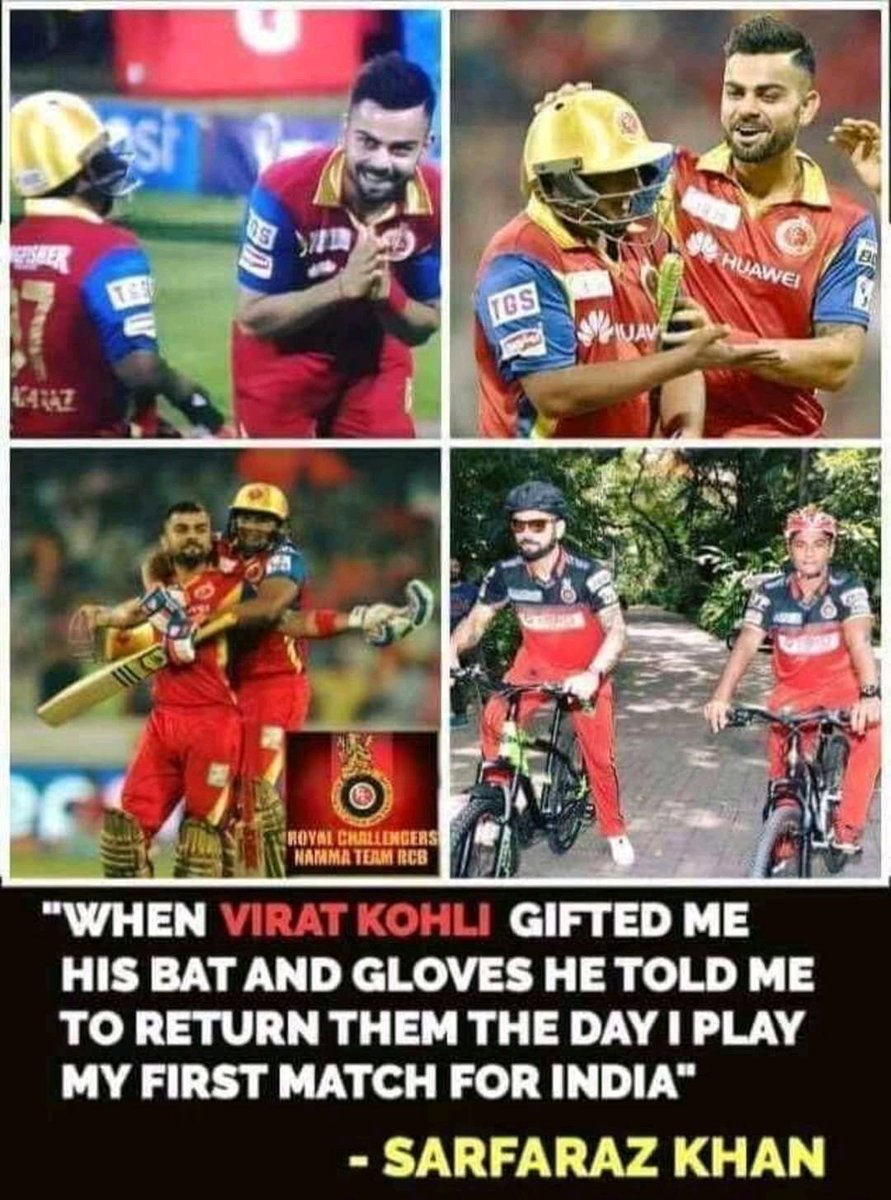 TGS
HUAWEI
TGS
ROYAL CHALLENGERS
NAMMA TEAM RCB
"WHEN VIRAT KOHLI GIFTED ME
HIS BAT AND GLOVES HE TOLD ME
TO RETURN THEM THE DAY I PLAY
MY FIRST MATCH FOR INDIA"
- SARFARAZ KHAN